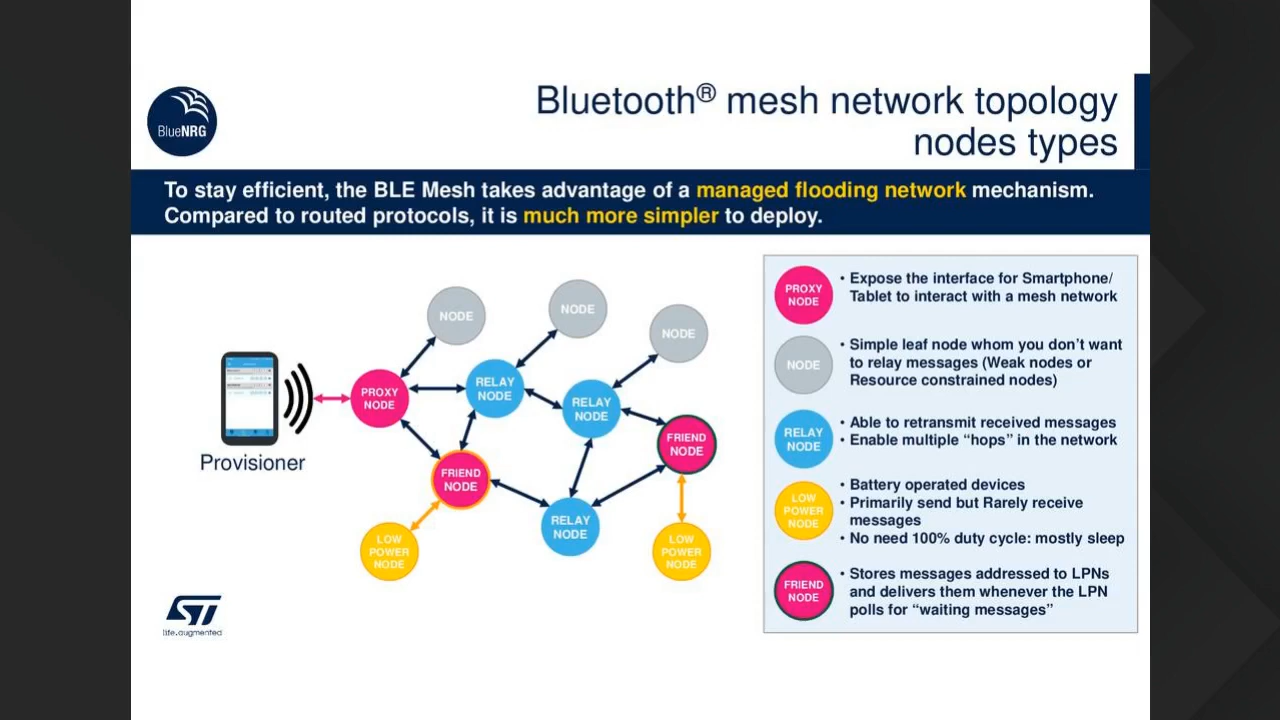 BlueNRG
Bluetooth® mesh network topology
nodes types
To stay efficient, the BLE Mesh takes advantage of a managed flooding network mechanism.
Compared to routed protocols, it is much more simpler to deploy.
Provisioner
PROXY
NODE
NODE
NODE
NODE
RELAY
NODE
RELAY
NODE
FRIEND
NODE
FRIEND
NODE
RELAY
NODE
LOW
POWER
NODE
LOW
POWER
NODE
PROXY
NODE
• Expose the interface for Smartphone/
Tablet to interact with a mesh network
NODE
• Simple leaf node whom you don't want
to relay messages (Weak nodes or
Resource constrained nodes)
RELAY
NODE
• Able to retransmit received messages
• Enable multiple “hops” in the network
LOW
POWER
NODE
• Battery operated devices
• Primarily send but Rarely receive
messages
• No need 100% duty cycle: mostly sleep
FRIEND
NODE
• Stores messages addressed to LPNs
and delivers them whenever the LPN
polls for “waiting messages”
ST
life.augmented